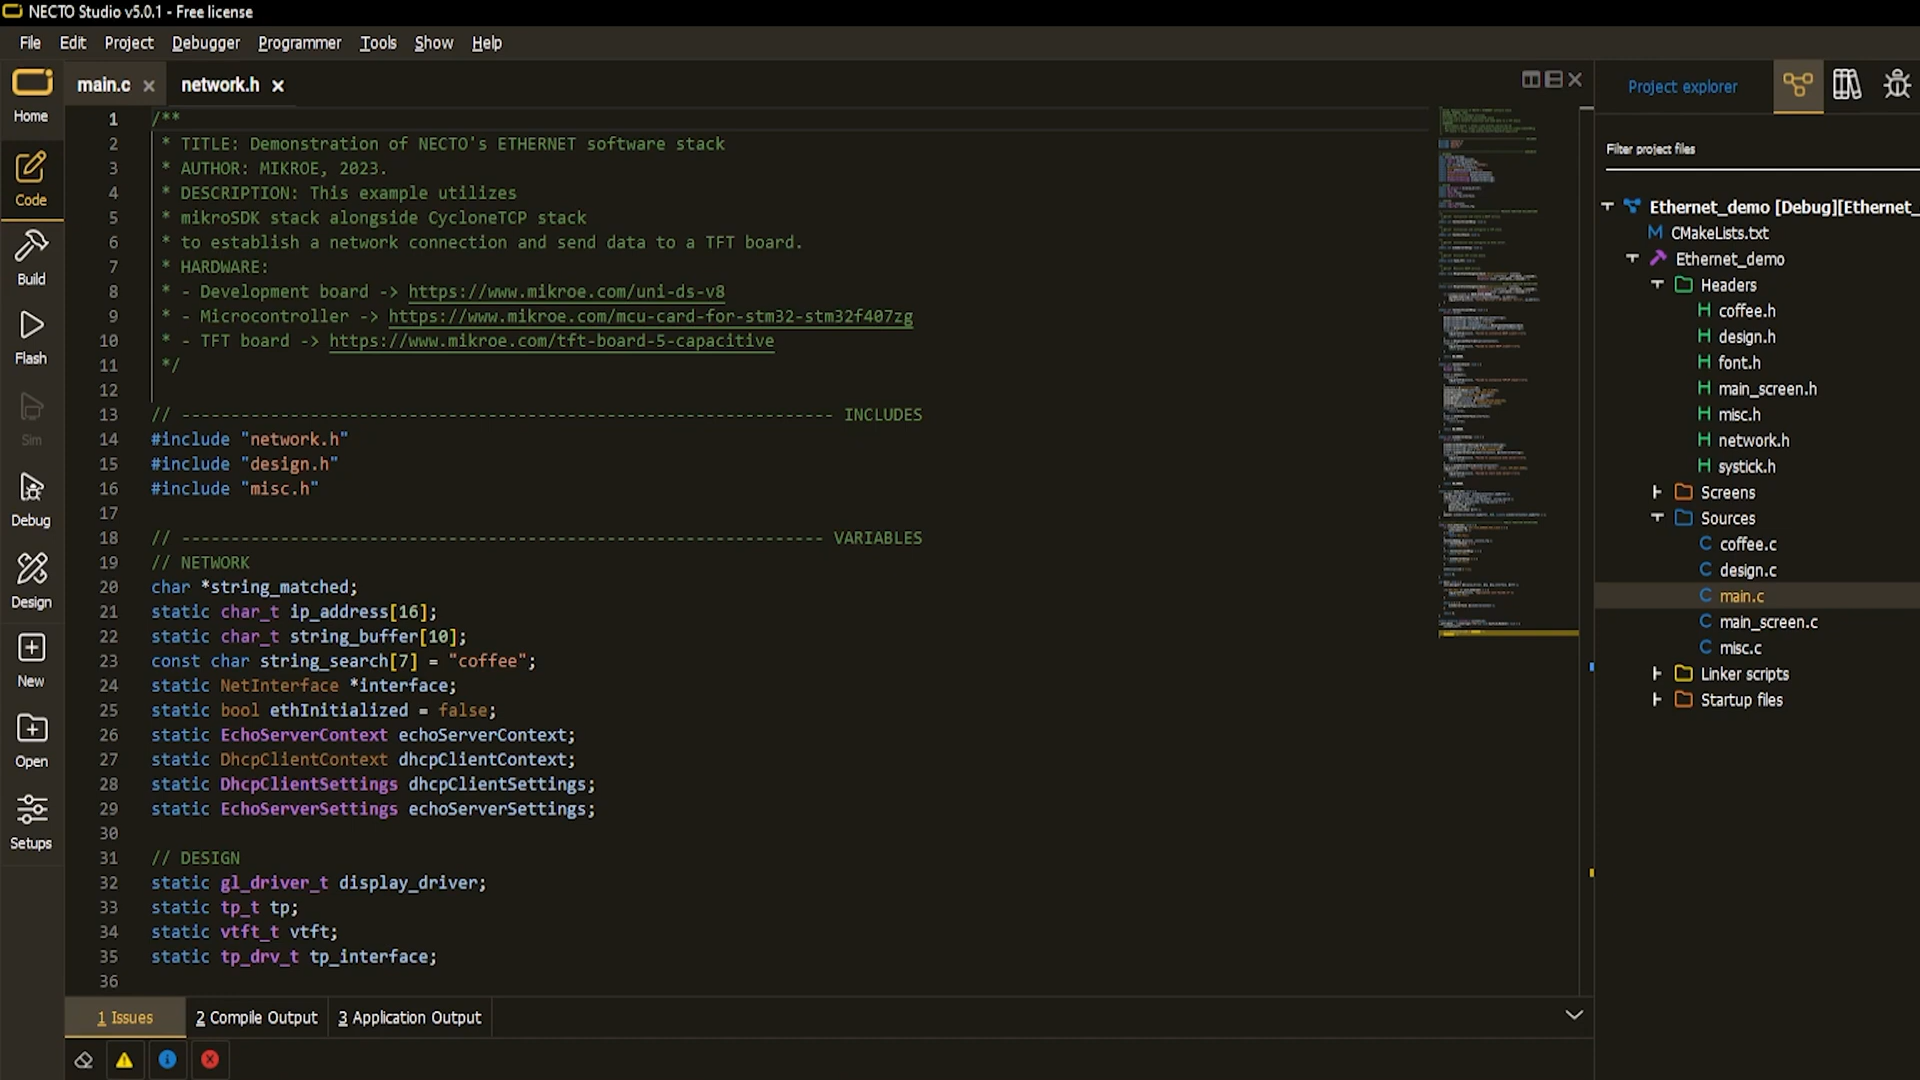 NECTO Studio v5.0.1 - Free license
File Edit Project Debugger Programmer Tools Show Help
Home
Code
Build
Flash
Sim
Debug
Design
New
Open
Setups
main.c network.h
1 /**
2 * TITLE: Demonstration of NECTO's ETHERNET software stack
3 * AUTHOR: MIKROE, 2023.
4 * DESCRIPTION: This example utilizes
5 * mikroSDK stack alongside CycloneTCP stack
6 * to establish a network connection and send data to a TFT board.
7 * HARDWARE:
8 * - Development board -> https://www.mikroe.com/uni-ds-v8
9 * - Microcontroller -> https://www.mikroe.com/mcu-card-for-stm32-stm32f407zg
10 * - TFT board -> https://www.mikroe.com/tft-board-5-capacitive
11 */
12
13 // ------------------------------------------------------------------ INCLUDES
14 #include "network.h"
15 #include "design.h"
16 #include "misc.h"
17
18 // ----------------------------------------------------------------- VARIABLES
19 // NETWORK
20 char *string_matched;
21 static char_t ip_address[16];
22 static char_t string_buffer[10];
23 const char string_search[7] = "coffee";
24 static NetInterface *interface;
25 static bool ethInitialized = false;
26 static EchoServerContext echoServerContext;
27 static DhcpClientContext dhcpClientContext;
28 static DhcpClientSettings dhcpClientSettings;
29 static EchoServerSettings echoServerSettings;
30
31 // DESIGN
32 static gl_driver_t display_driver;
33 static tp_t tp;
34 static vtft_t vtft;
35 static tp_drv_t tp_interface;
36
1 Issues 2 Compile Output 3 Application Output
Project explorer
Filter project files
Ethernet_demo [Debug][Ethernet_
M CMakeLists.txt
Ethernet_demo
Headers
H coffee.h
H design.h
H font.h
H main_screen.h
H misc.h
H network.h
H systick.h
Screens
Sources
C coffee.c
C design.c
C main.c
C main_screen.c
C misc.c
Linker scripts
Startup files